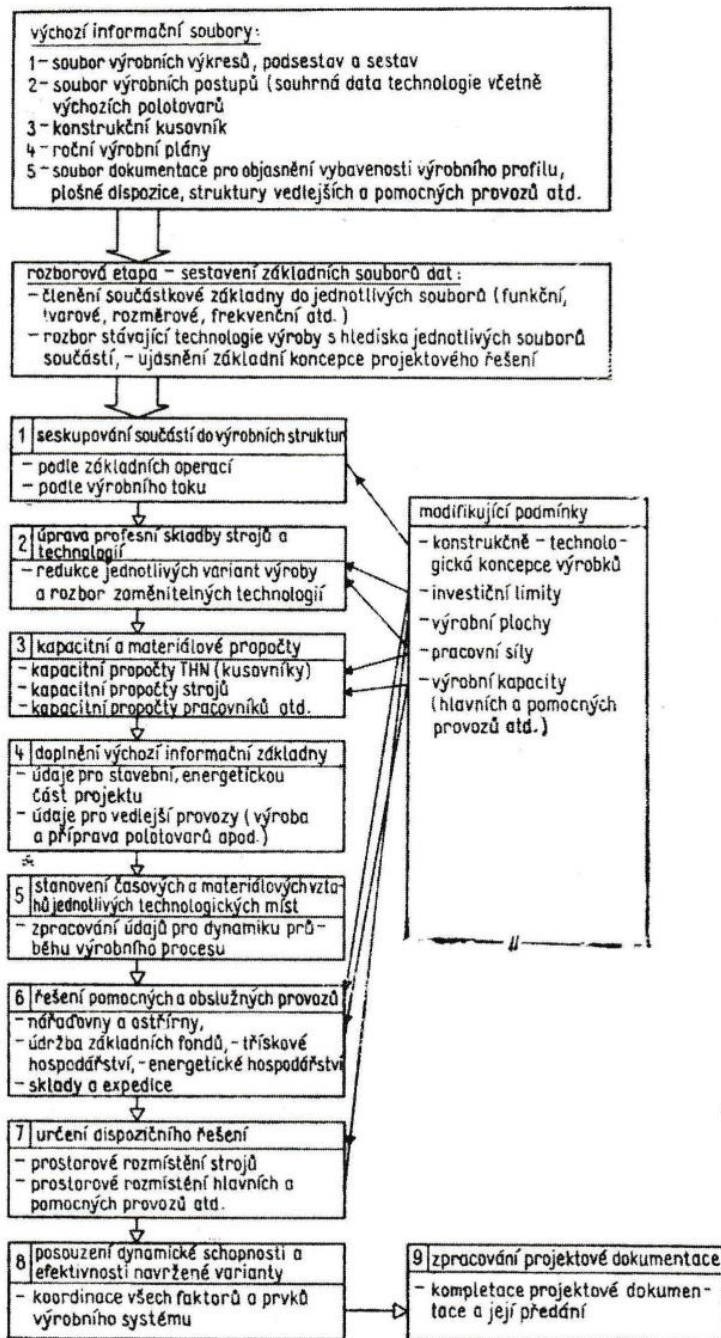 výchozí informační soubory:
1 – soubor výrobních výkresů, podsestav a sestav
2 – soubor výrobních postupů (souhrná data technologie včetně
výchozích polotovarů
3 – konstrukční kusovník
4 – roční výrobní plány
5 – soubor dokumentace pro objasnění vybavenosti výrobního profilu,
plošné dispozice, struktury vedlejších a pomocných provozů atd.
rozborová etapa – sestavení základních souborů dat:
– členění součástkové základny do jednotlivých souborů (funkční,
tvarové, rozměrové, frekvenční atd.)
– rozbor stávající technologie výroby s hlediska jednotlivých souborů
součástí, – ujasnění základní koncepce projektového řešení
1 seskupování součástí do výrobních struktur
– podle základních operací
– podle výrobního toku
2 úprava profesní skladby strojů a
technologií
– redukce jednotlivých variant výroby
a rozbor zaměnitelných technologií
3 kapacitní a materiálové propočty
– kapacitní propočty THN (kusovníky)
– kapacitní propočty strojů
– kapacitní propočty pracovníků atd.
4 doplnění výchozí informační základny
– údaje pro stavební, energetickou
část projektu
– údaje pro vedlejší provozy (výroba
a příprava polotovarů apod.)
5 stanovení časových a materiálových vzta-
hů jednotlivých technologických míst
– zpracování údajů pro dynamiku prů-
běhu výrobního procesu
6 řešení pomocných a obslužných provozů
– nářaďovny a ostřírny,
– údržba základních fondů, – třískové
hospodářství, – energetické hospodářství
– sklady a expedice
7 určení dispozičního řešení
– prostorové rozmístění strojů
– prostorové rozmístění hlavních a
pomocných provozů atd.
8 posouzení dynamické schopnosti a
efektivnosti navržené varianty
– koordinace všech faktorů a prvků
výrobního systému
modifikující podmínky
– konstrukčně – technolo-
gická koncepce výrobků
– investiční limity
– výrobní plochy
– pracovní síly
– výrobní kapacity
(hlavních a pomocných
provozů atd.)
9 zpracování projektové dokumentace
– kompletace projektové dokumen-
tace a její předání